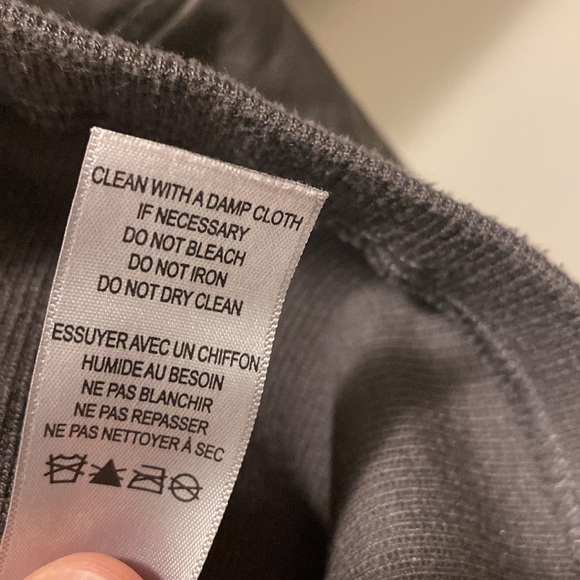 CLEAN WITH A DAMP CLOTH
IF NECESSARY
DO NOT BLEACH
DO NOT IRON
DO NOT DRY CLEAN
ESSUYER AVEC UN CHIFFON
HUMIDE AU BESOIN
NE PAS BLANCHIR
NE PAS REPASSER
NE PAS NETTOYER À SEC